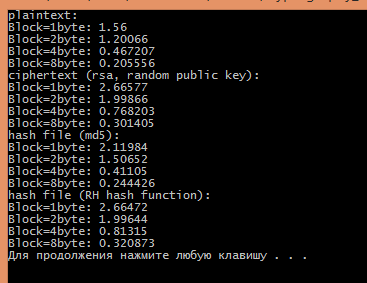 plaintext:
Block=1byte: 1.56
Block=2byte: 1.20066
Block=4byte: 0.467207
Block=8byte: 0.205556
ciphertext (rsa, random public key):
Block=1byte: 2.66577
Block=2byte: 1.99866
Block=4byte: 0.768203
Block=8byte: 0.301405
hash file (md5):
Block=1byte: 2.11984
Block=2byte: 1.50652
Block=4byte: 0.41105
Block=8byte: 0.244426
hash file (RH hash function):
Block=1byte: 2.66472
Block=2byte: 1.99644
Block=4byte: 0.81315
Block=8byte: 0.320873
Для продолжения нажмите любую клавишу . . .